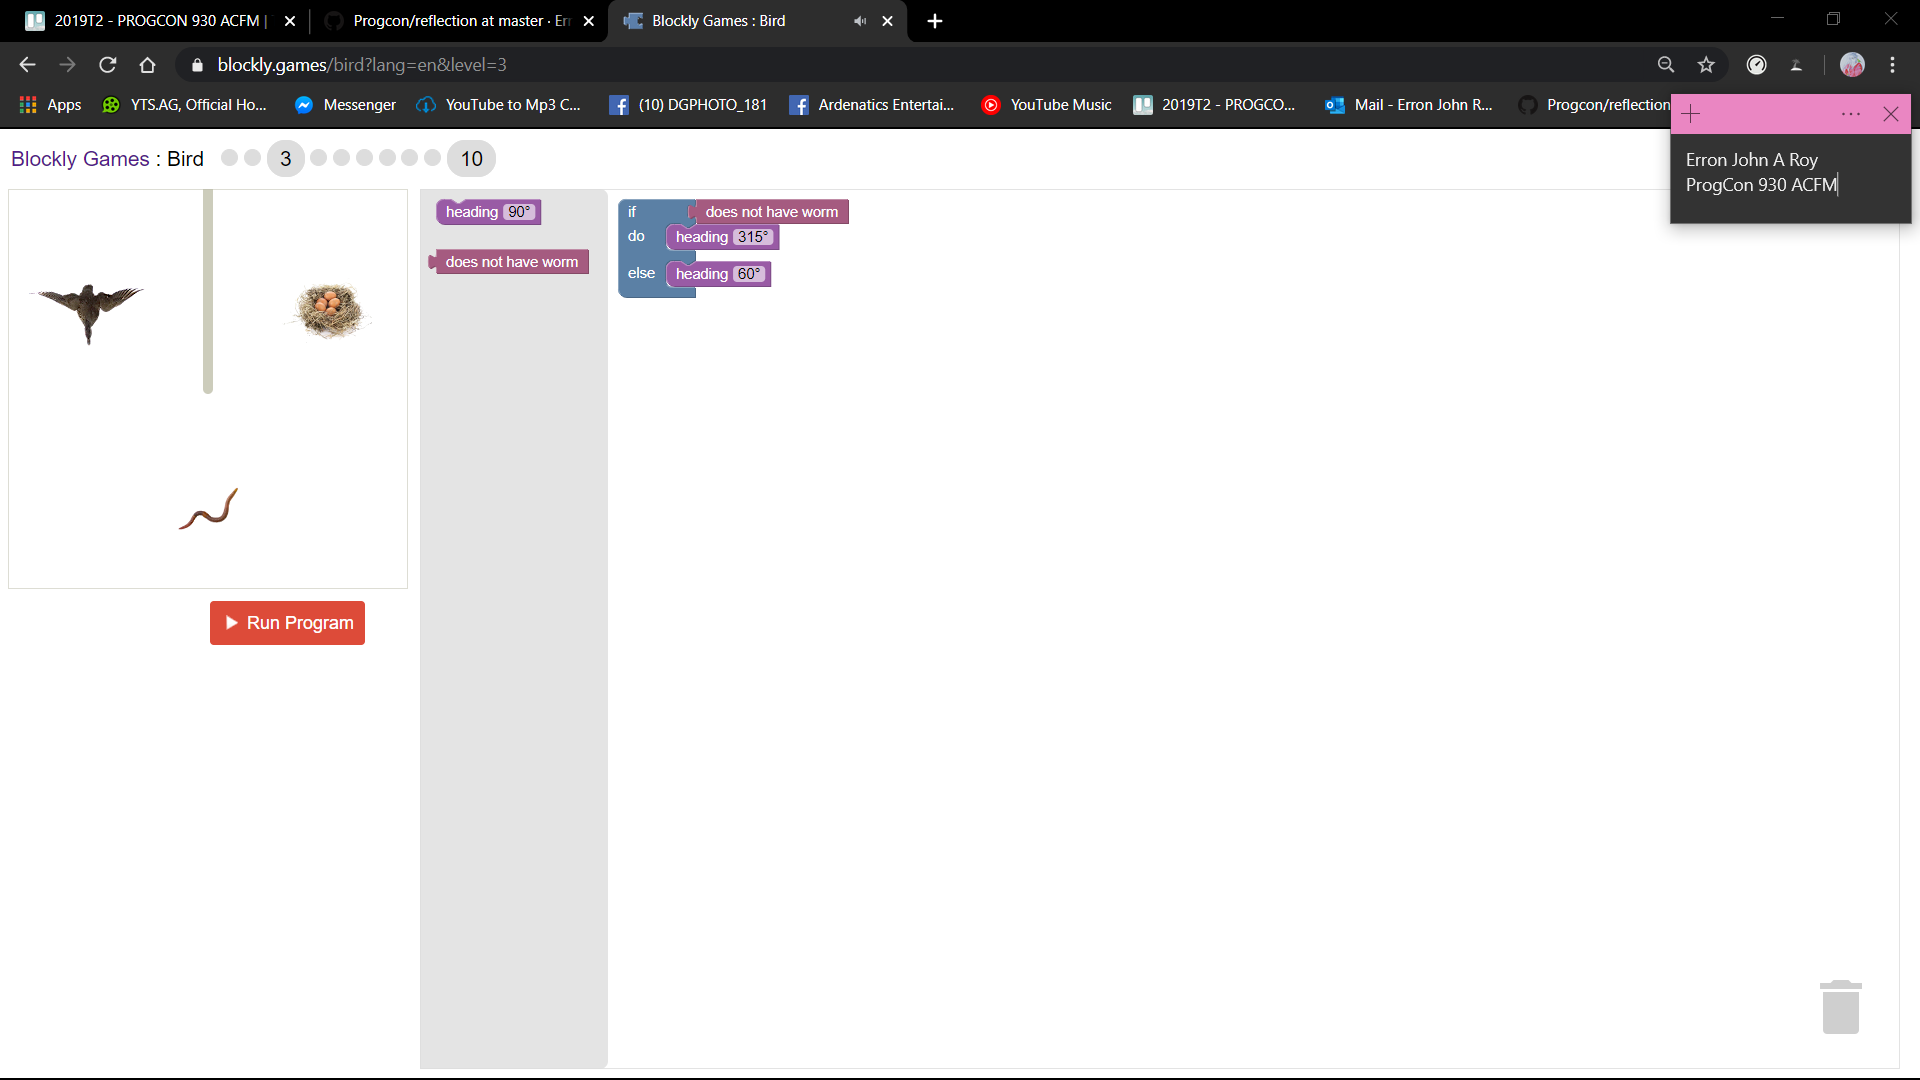 2019T2 - PROGCON 930 ACFM |
Progcon/reflection at master · Err
Blockly Games : Bird
blockly.games/bird?lang=en&level=3
Apps
YTS.AG, Official Ho...
Messenger
YouTube to Mp3 C...
(10) DGPHOTO_181
Ardenatics Entertai...
YouTube Music
2019T2 - PROGCO...
Mail - Erron John R...
Progcon/reflection
Erron John A Roy
ProgCon 930 ACFM
Blockly Games : Bird
3
10
heading 90°
does not have worm
if does not have worm
do heading 315°
else heading 60°
Run Program